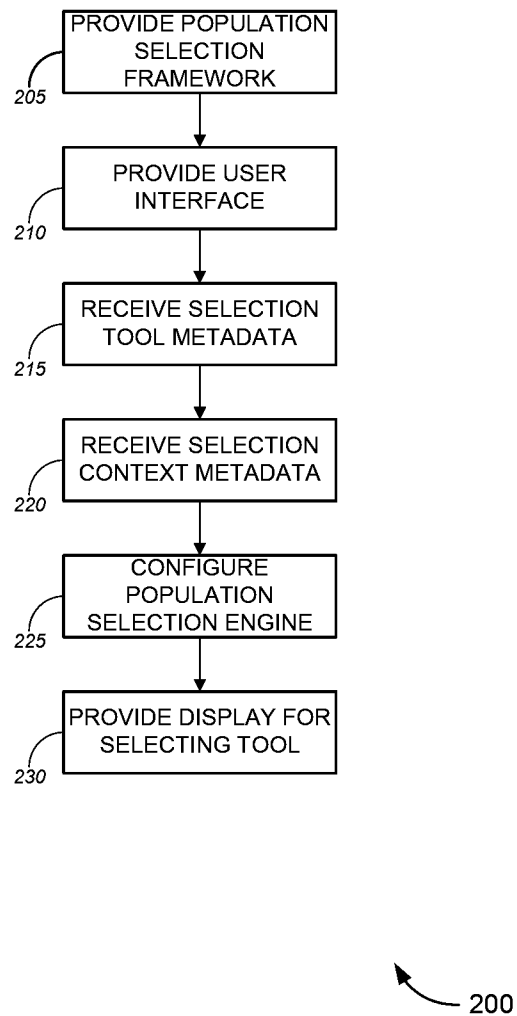 PROVIDE POPULATION
SELECTION
FRAMEWORK
205
PROVIDE USER
INTERFACE
210
RECEIVE SELECTION
TOOL METADATA
215
RECEIVE SELECTION
CONTEXT METADATA
220
CONFIGURE
POPULATION
SELECTION ENGINE
225
PROVIDE DISPLAY FOR
SELECTING TOOL
230
200